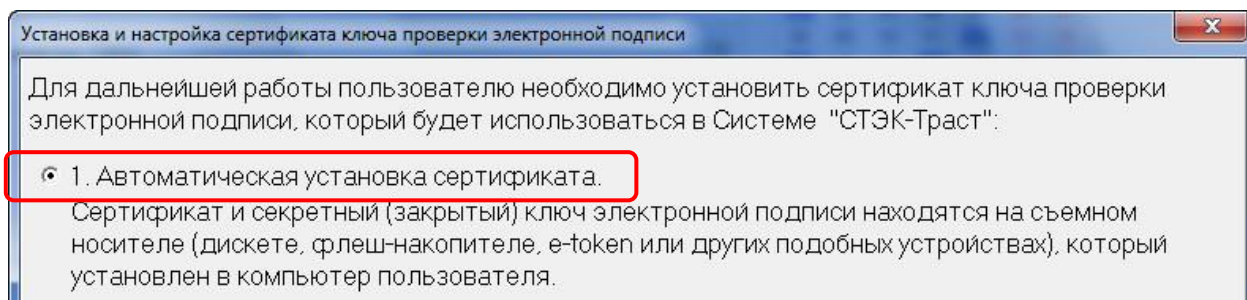 Установка и настройка сертификата ключа проверки электронной подписи
Для дальнейшей работы пользователю необходимо установить сертификат ключа проверки
электронной подписи, который будет использоваться в Системе "СТЭК-Траст":
1. Автоматическая установка сертификата.
Сертификат и секретный (закрытый) ключ электронной подписи находятся на съемном
носителе (дискете, флеш-накопителе, e-token или других подобных устройствах), который
установлен в компьютер пользователя.